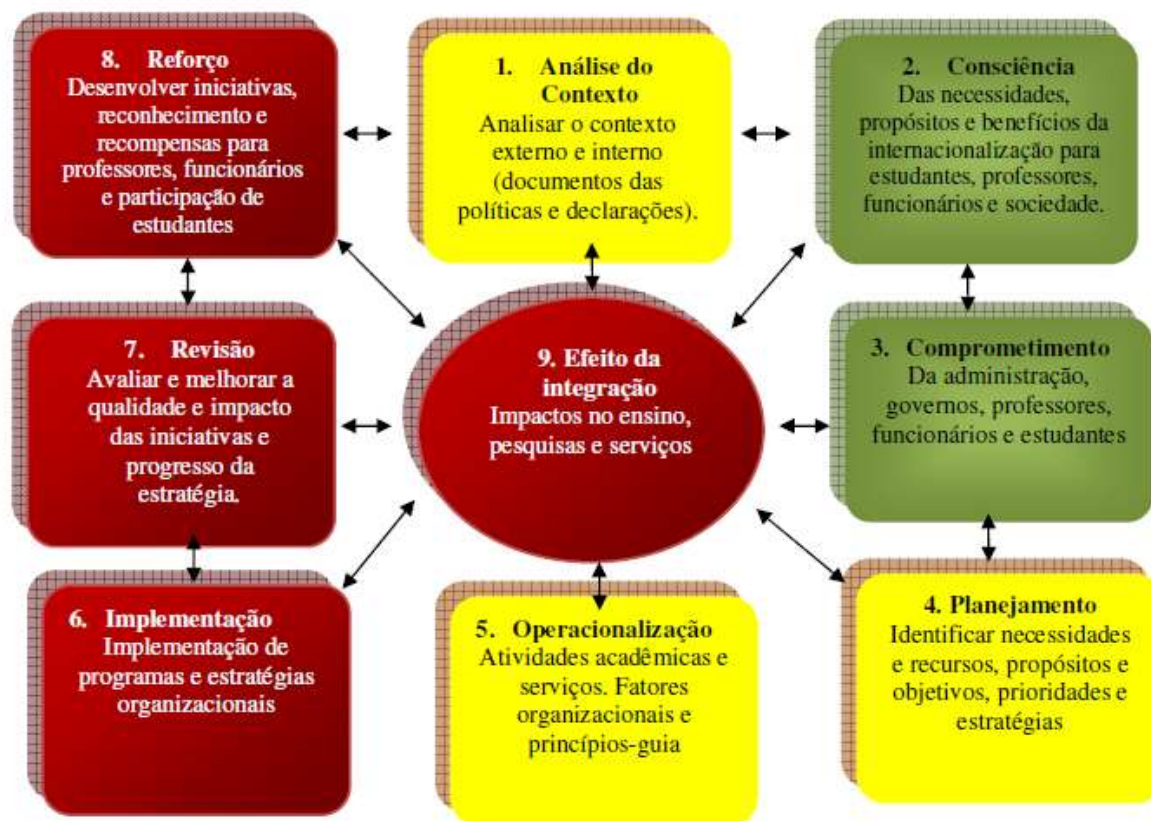 8. Reforço
Desenvolver iniciativas,
reconhecimento e
recompensas para
professores, funcionários
e participação de
estudantes
1. Análise do
Contexto
Analisar o contexto
externo e interno
(documentos das
políticas e declarações).
2. Consciência
Das necessidades,
propósitos e benefícios da
internacionalização para
estudantes, professores,
funcionários e sociedade.
7. Revisão
Avaliar e melhorar a
qualidade e impacto
das iniciativas e
progresso da
estratégia.
9. Efeito da
integração
Impactos no ensino,
pesquisas e serviços
3. Comprometimento
Da administração,
governos, professores,
funcionários e estudantes
6. Implementação
Implementação de
programas e estratégias
organizacionais
5. Operacionalização
Atividades acadêmicas e
serviços. Fatores
organizacionais e
princípios-guia
4. Planejamento
Identificar necessidades
e recursos, propósitos e
objetivos, prioridades e
estratégias